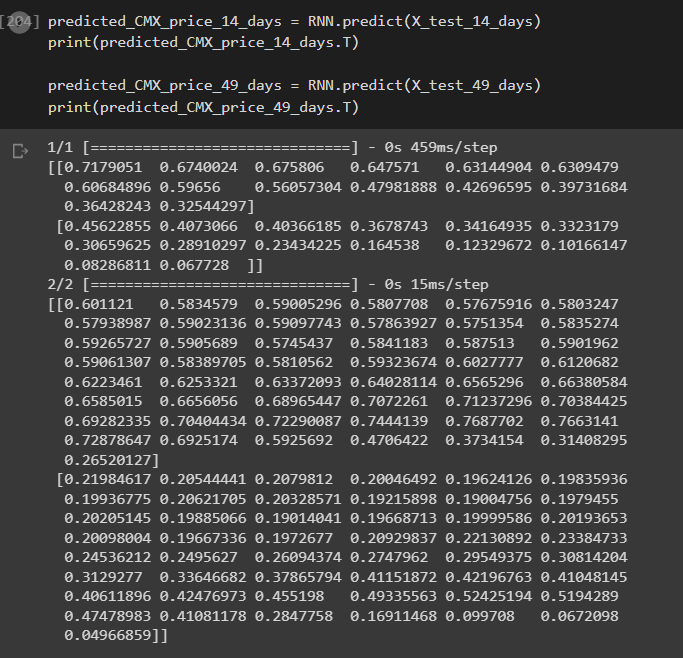 [204] predicted_CMX_price_14_days = RNN.predict(X_test_14_days)
print(predicted_CMX_price_14_days.T)
predicted_CMX_price_49_days = RNN.predict(X_test_49_days)
print(predicted_CMX_price_49_days.T)
1/1 [==============================] - 0s 459ms/step
[[0.7179051 0.6740024 0.675806 0.647571 0.63144904 0.6309479
0.60684896 0.59656 0.56057304 0.47981888 0.42696595 0.39731684
0.36428243 0.32544297]
[0.45622855 0.4073066 0.40366185 0.3678743 0.34164935 0.3323179
0.30659625 0.28910297 0.23434225 0.164538 0.12329672 0.10166147
0.08286811 0.067728 ]]
2/2 [==============================] - 0s 15ms/step
[[0.601121 0.5834579 0.59005296 0.5807708 0.57675916 0.5803247
0.57938987 0.59023136 0.59097743 0.57863927 0.5751354 0.5835274
0.59265727 0.5905689 0.5745437 0.5841183 0.587513 0.5901962
0.59061307 0.58389705 0.5810562 0.59323674 0.6027777 0.6120682
0.6223461 0.6253321 0.63372093 0.64028114 0.6565296 0.66380584
0.6585015 0.6656056 0.68965447 0.7072261 0.71237296 0.70384425
0.69282335 0.70404434 0.72290087 0.7444139 0.7687702 0.7663141
0.72878647 0.6925174 0.5925692 0.4706422 0.3734154 0.31408295
0.26520127]
[0.21984617 0.20544441 0.2079812 0.20046492 0.19624126 0.19835936
0.19936775 0.20621705 0.20328571 0.19215898 0.19004756 0.1979455
0.20205145 0.19885066 0.19014041 0.19668713 0.19999586 0.20193653
0.20098004 0.19667336 0.1972677 0.20929837 0.22130892 0.23384733
0.24536212 0.2495627 0.26094374 0.2747962 0.29549375 0.30814204
0.3129277 0.33646682 0.37865794 0.41151872 0.42196763 0.41048145
0.40611896 0.42476973 0.455198 0.49335563 0.52425194 0.5194289
0.47478983 0.41081178 0.2847758 0.16911468 0.099708 0.0672098
0.04966859]]